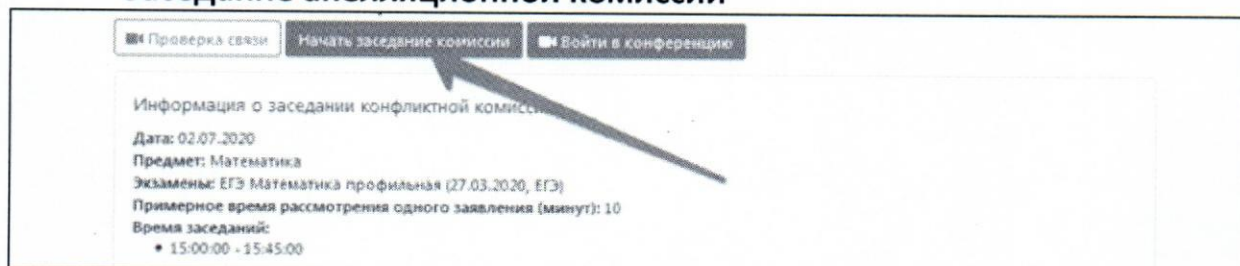 Проверка связи Начать заседание комиссии Войти в конференцию
Информация о заседании конфликтной
Дата: 02.07.2020
Предмет: Математика
Экзамены: ЕГЭ Математика профильная (27.03.2020, ЕГЭ)
Примерное время рассмотрения одного заявления (минут): 10
Время заседаний:
• 15:00:00 - 15:45:00